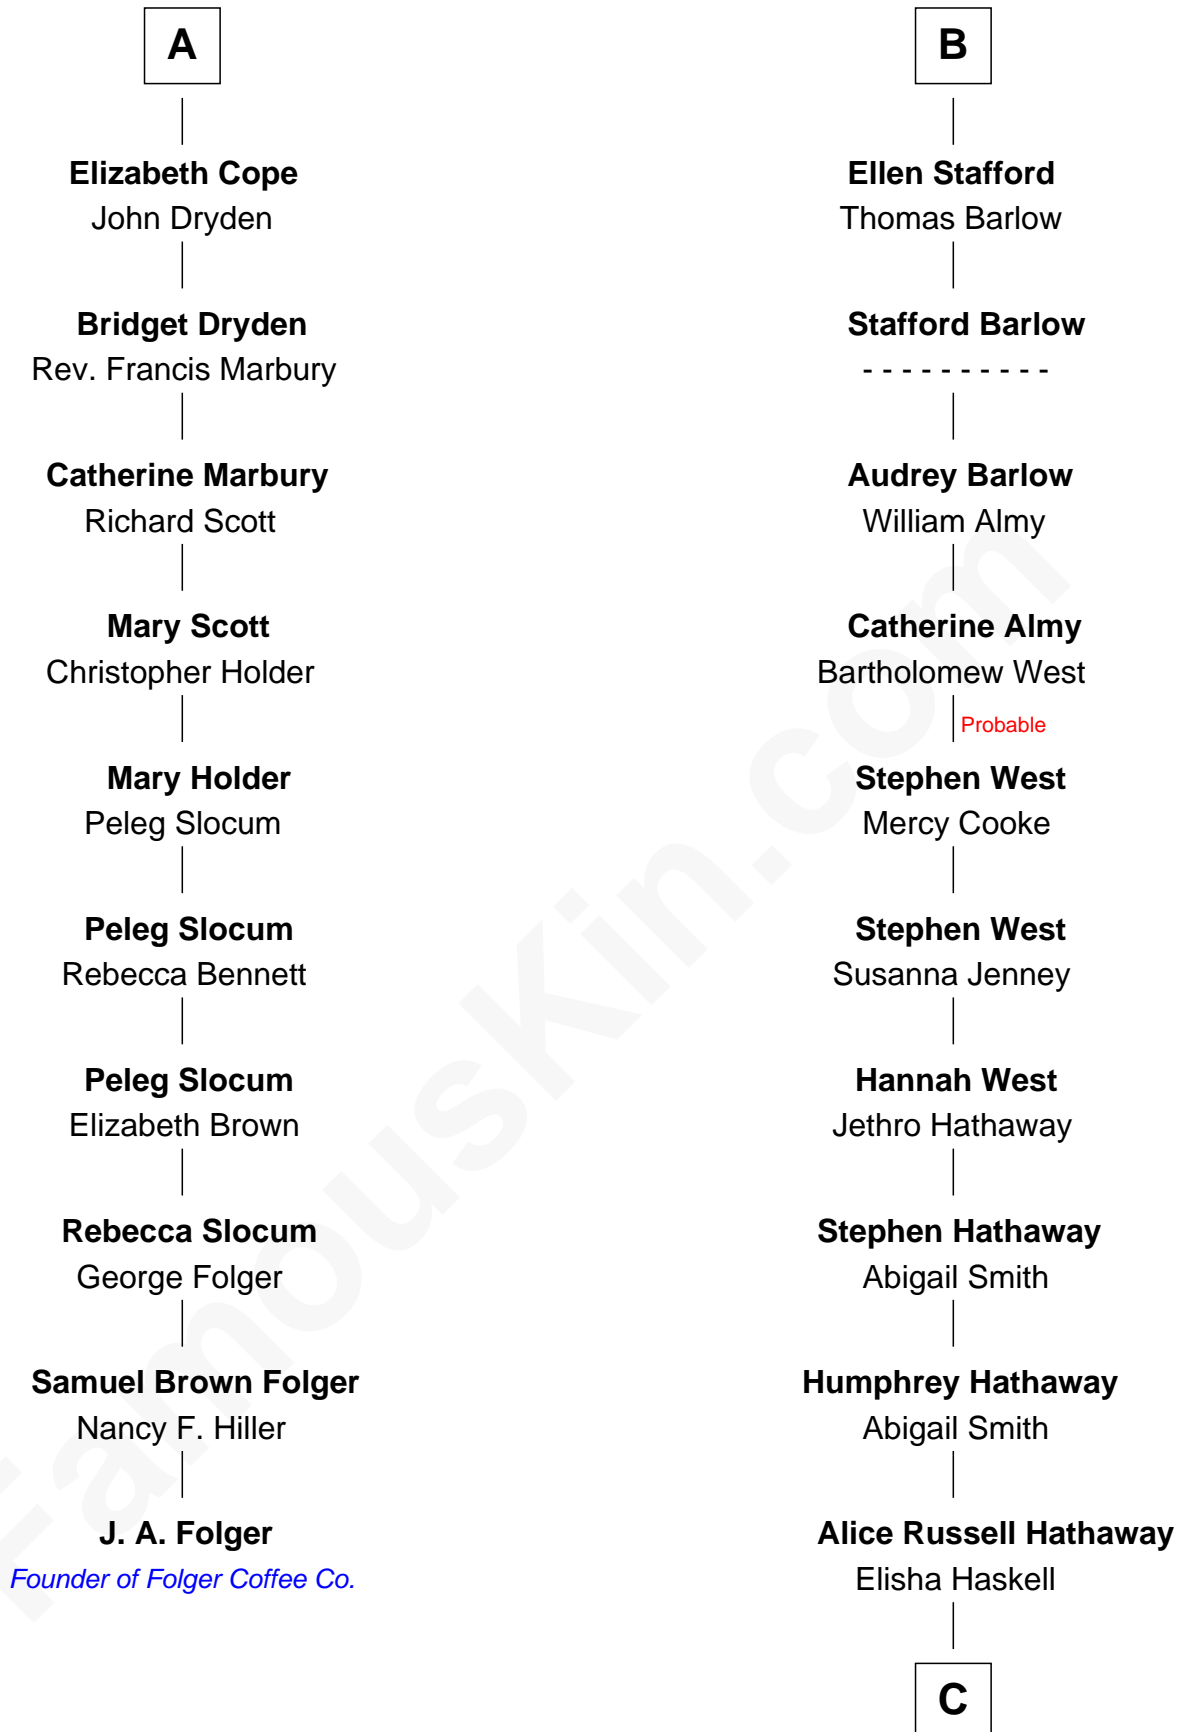 A
Elizabeth Cope
John Dryden
Bridget Dryden
Rev. Francis Marbury
Catherine Marbury
Richard Scott
Mary Scott
Christopher Holder
Mary Holder
Peleg Slocum
Peleg Slocum
Rebecca Bennett
Peleg Slocum
Elizabeth Brown
Rebecca Slocum
George Folger
Samuel Brown Folger
Nancy F. Hiller
J. A. Folger
Founder of Folger Coffee Co.
B
Ellen Stafford
Thomas Barlow
Stafford Barlow
- - - - - - - - - -
Audrey Barlow
William Almy
Catherine Almy
Bartholomew West
Probable
Stephen West
Mercy Cooke
Stephen West
Susanna Jenney
Hannah West
Jethro Hathaway
Stephen Hathaway
Abigail Smith
Humphrey Hathaway
Abigail Smith
Alice Russell Hathaway
Elisha Haskell
C
FamousKin.com